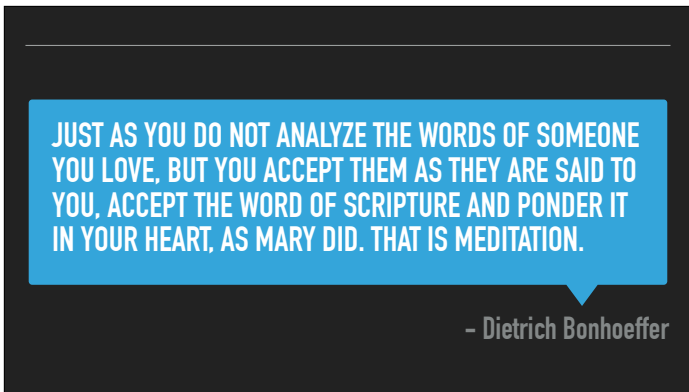 JUST AS YOU DO NOT ANALYZE THE WORDS OF SOMEONE
YOU LOVE, BUT YOU ACCEPT THEM AS THEY ARE SAID TO
YOU, ACCEPT THE WORD OF SCRIPTURE AND PONDER IT
IN YOUR HEART, AS MARY DID. THAT IS MEDITATION.
– Dietrich Bonhoeffer